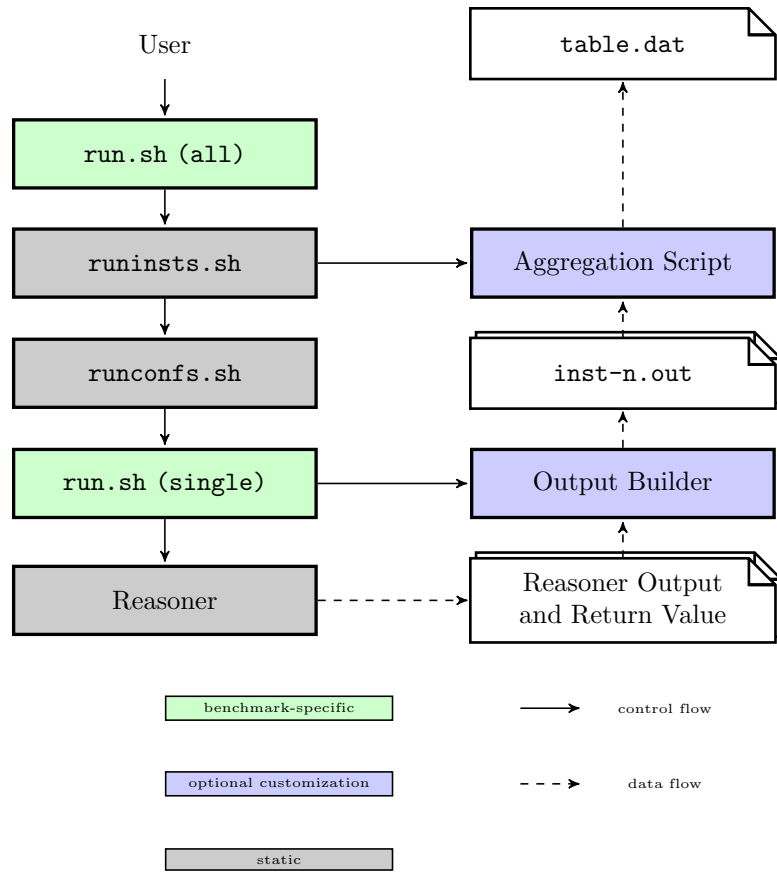 User
table.dat
run.sh (all)
runinsts.sh
Aggregation Script
runconfs.sh
inst-n.out
run.sh (single)
Output Builder
Reasoner
Reasoner Output
and Return Value
benchmark-specific
control flow
optional customization
data flow
static